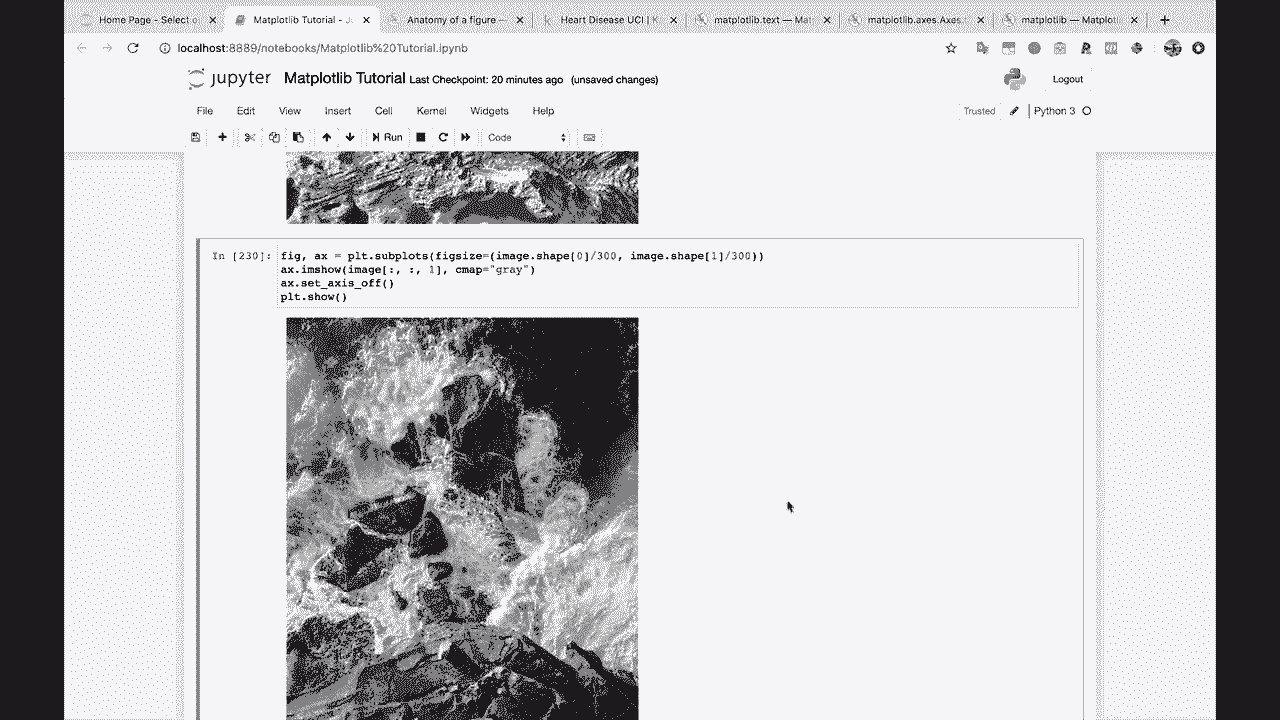 Home Page - Select o
Matplotlib Tutorial - J
Anatomy of a figure —
Heart Disease UCI | K
matplotlib.text — Mat
matplotlib.axes.Axes.
matplotlib — Matplotl
localhost:8889/notebooks/Matplotlib%20Tutorial.ipynb
jupyter Matplotlib Tutorial Last Checkpoint: 20 minutes ago (unsaved changes)
Logout
File Edit View Insert Cell Kernel Widgets Help
Trusted Python 3
Run Code
In [230]: fig, ax = plt.subplots(figsize=(image.shape[0]/300, image.shape[1]/300))
ax.imshow(image[:, :, 1], cmap="gray")
ax.set_axis_off()
plt.show()